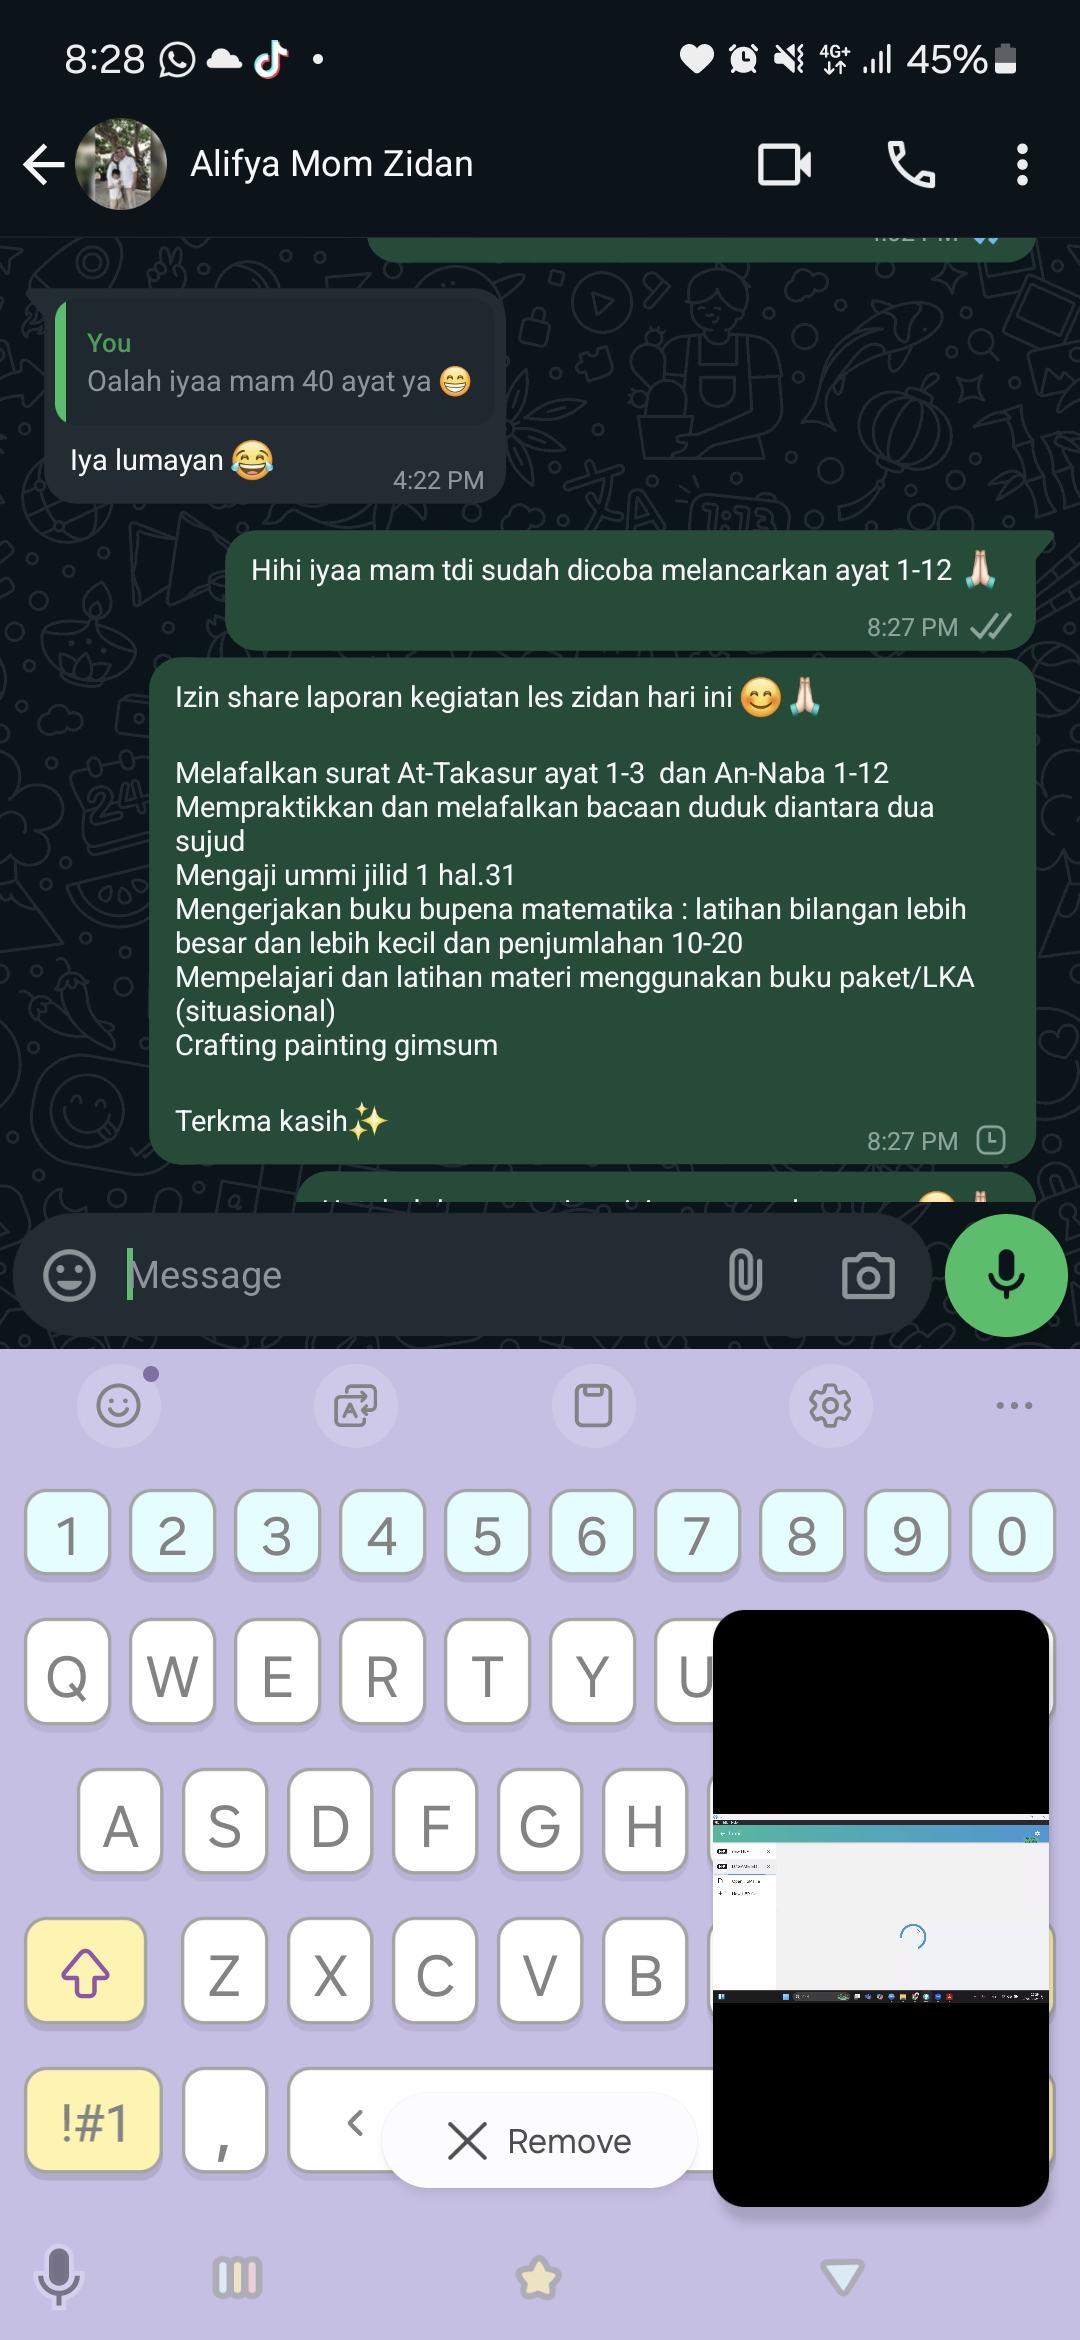 8:28
4G+
45%
Alifya Mom Zidan
You
Oalah iyaa mam 40 ayat ya 😁
Iya lumayan 😂
4:22 PM
Hihi iyaa mam tdi sudah dicoba melancarkan ayat 1-12 🙏🏻
8:27 PM
Izin share laporan kegiatan les zidan hari ini 😊🙏🏻
Melafalkan surat At-Takasur ayat 1-3 dan An-Naba 1-12
Mempraktikkan dan melafalkan bacaan duduk diantara dua
sujud
Mengaji ummi jilid 1 hal.31
Mengerjakan buku bupena matematika : latihan bilangan lebih
besar dan lebih kecil dan penjumlahan 10-20
Mempelajari dan latihan materi menggunakan buku paket/LKA
(situasional)
Crafting painting gimsum
Terkma kasih✨
8:27 PM
Message
1 2 3 4 5 6 7 8 9 0
Q W E R T Y U
A S D F G H
Z X C V B
!#1 , <
Remove